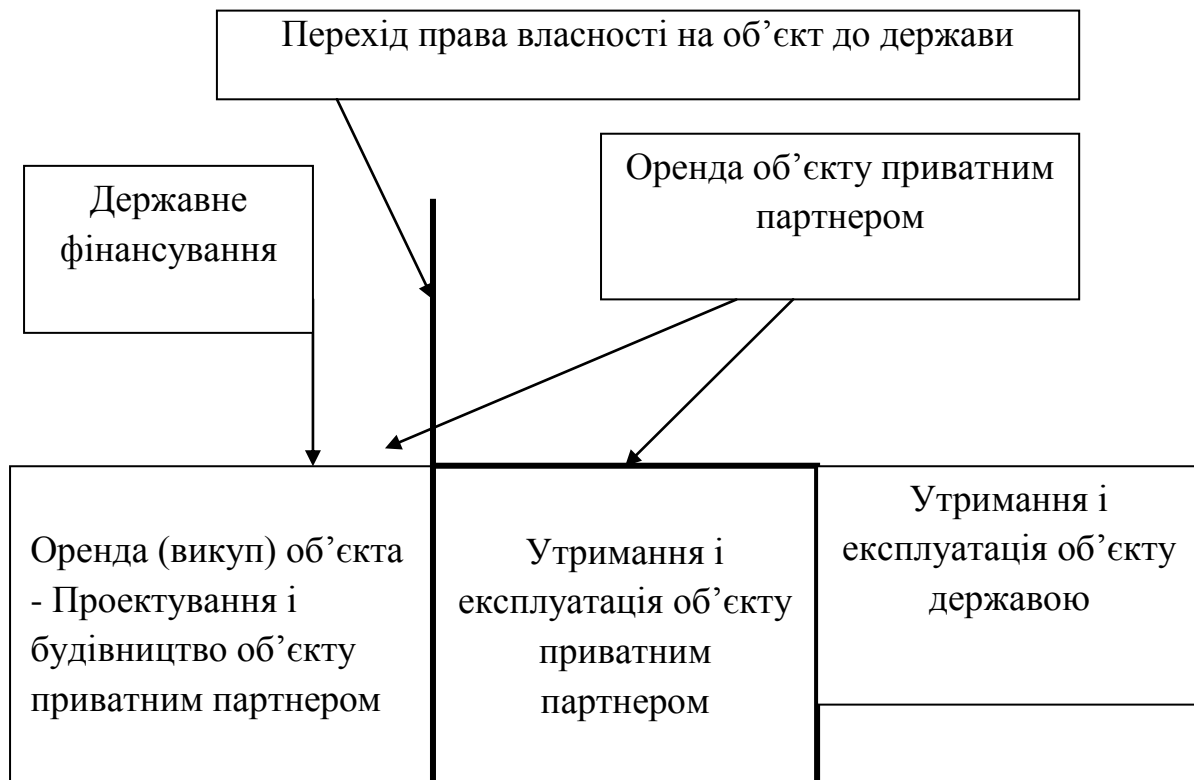 Перехід права власності на об’єкт до держави
Оренда об’єкту приватним
партнером
Державне
фінансування
Оренда (викуп) об’єкта
- Проектування і
будівництво об’єкту
приватним партнером
Утримання і
експлуатація об’єкту
приватним
партнером
Утримання і
експлуатація об’єкту
державою